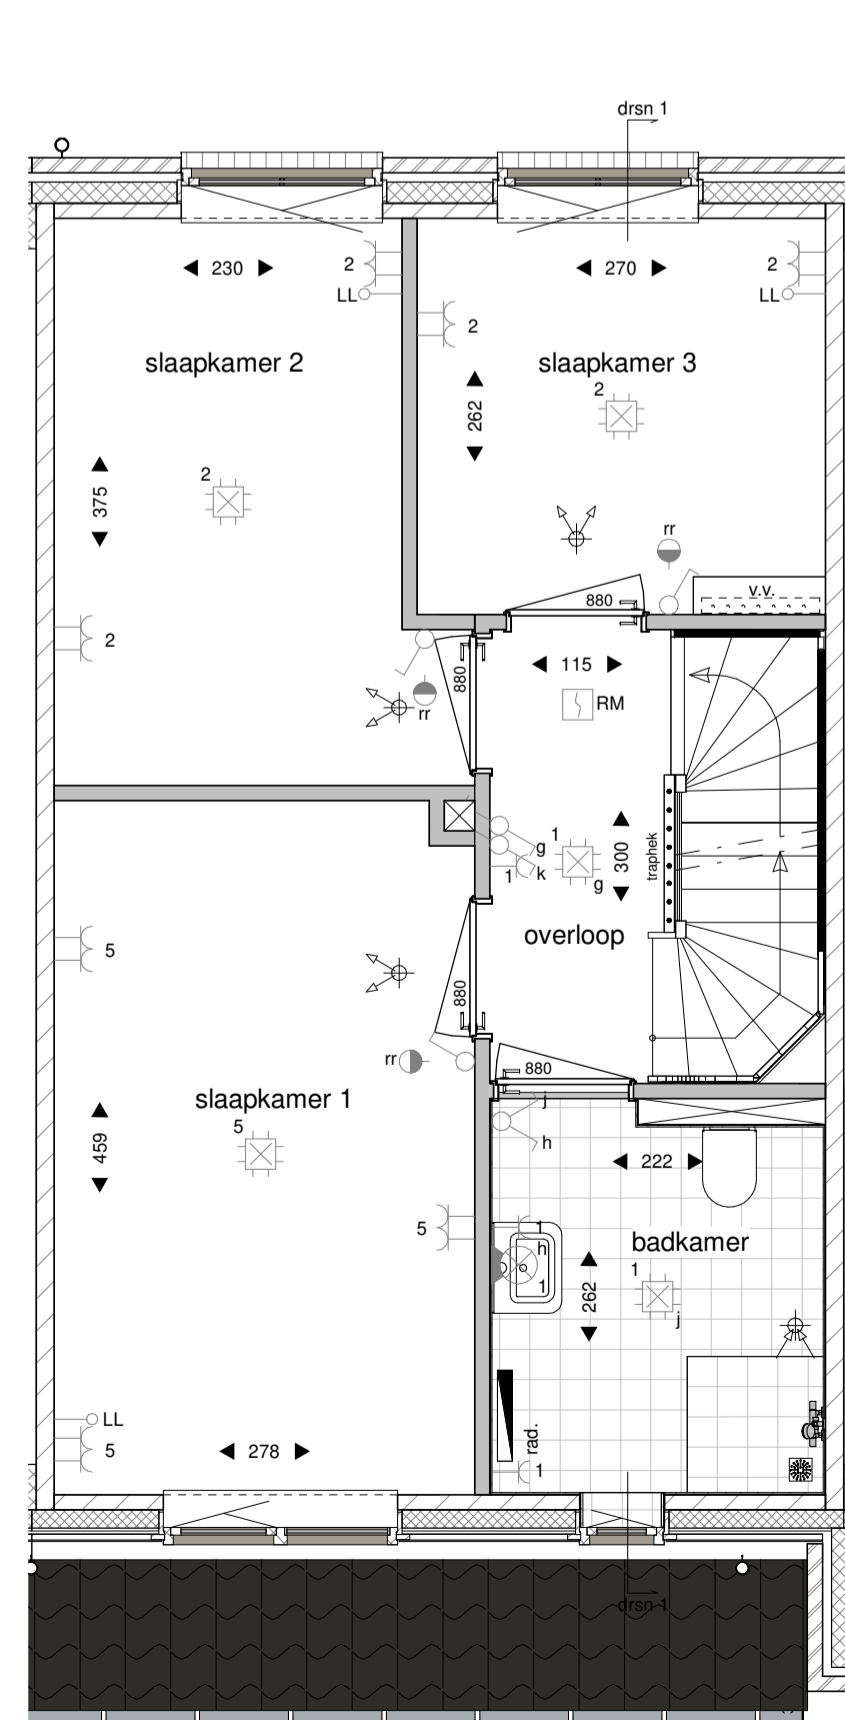 drsn 1
230
2
LL
270
2
LL
2
slaapkamer 2
slaapkamer 3
2
262
375
2
rr
880
v.v.
2
880
115
rr
RM
1
g
k
1
g
300
traphek
overloop
5
880
rr
880
slaapkamer 1
5
459
j
h
222
5
1
h
1
badkamer
1
262
j
LL
5
278
rad.
1
drsn 1